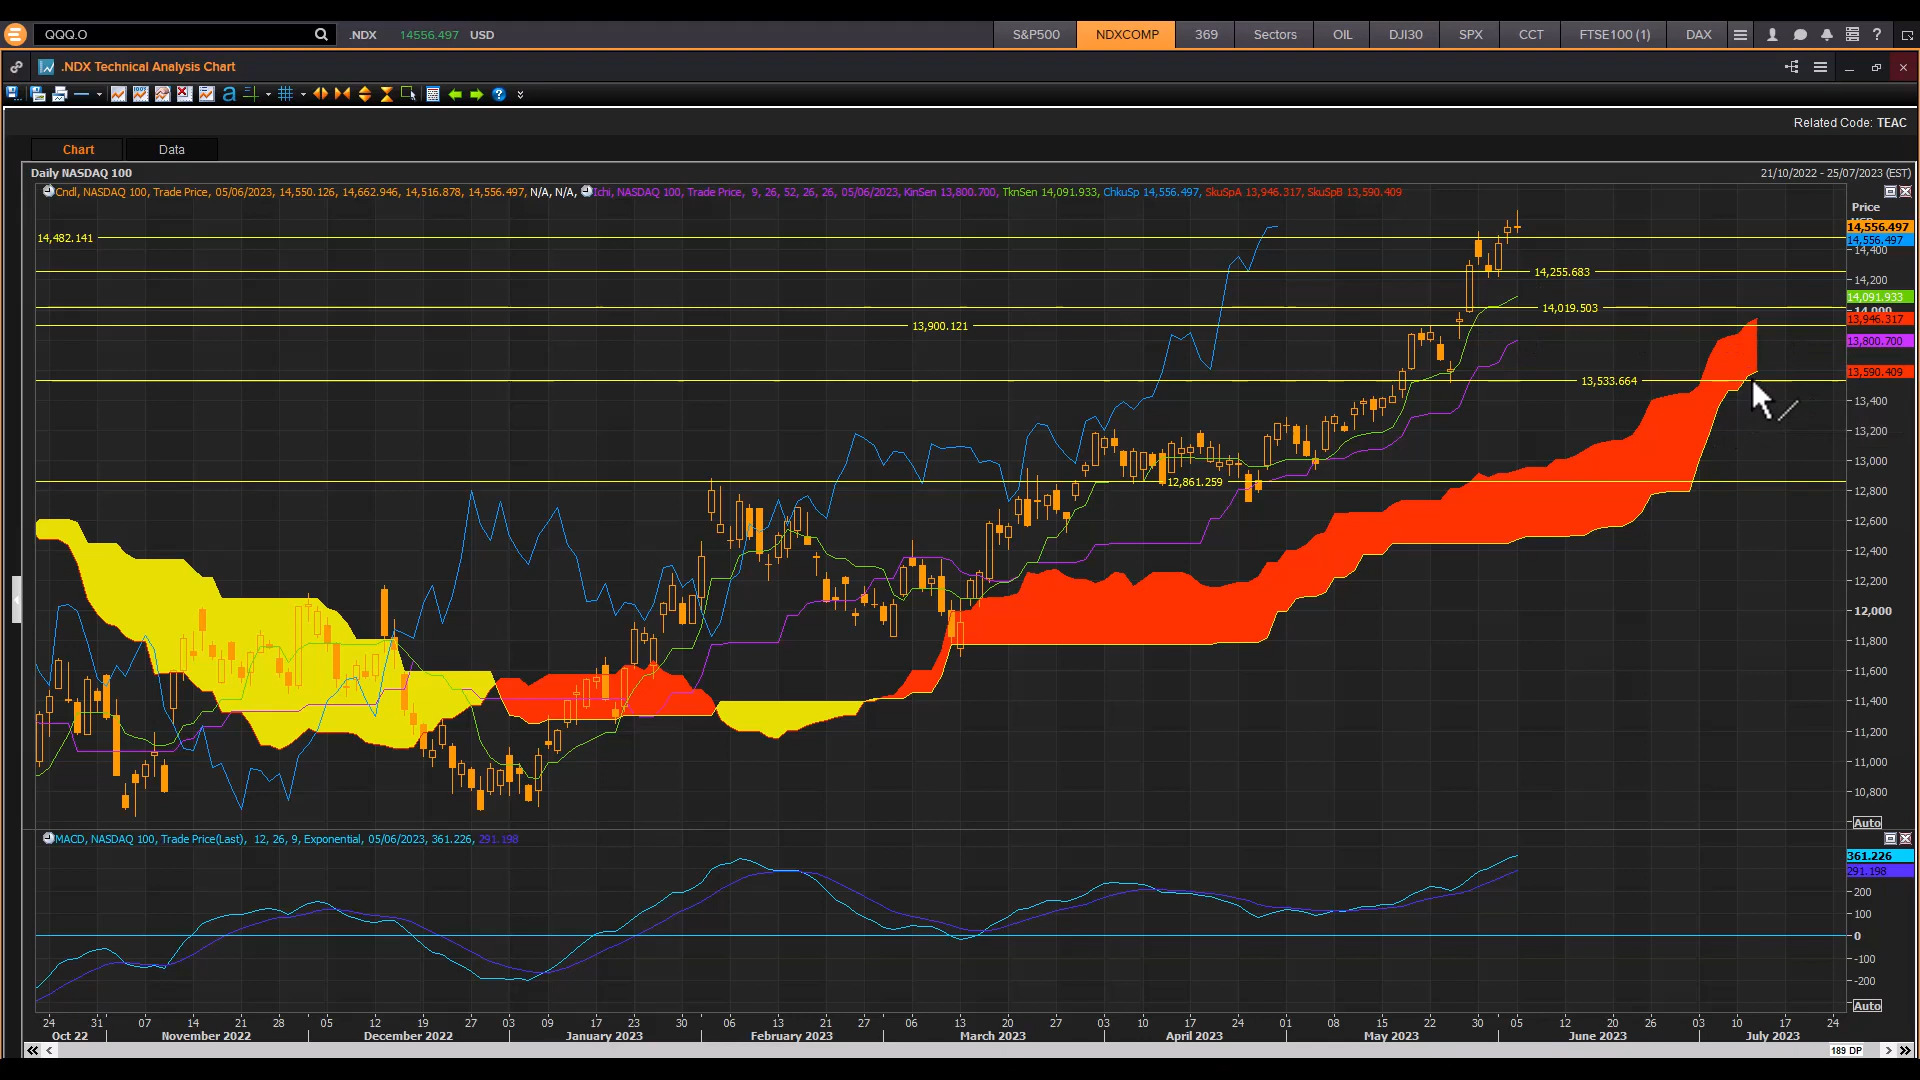 QQQ.O .NDX 14556.497 USD S&P500 NDXCOMP 369 Sectors OIL DJI30 SPX CCT FTSE100 (1) DAX
.NDX Technical Analysis Chart
Related Code: TEAC
Chart Data
Daily NASDAQ 100
21/10/2022 - 25/07/2023 (EST)
Cndl, NASDAQ 100, Trade Price, 05/06/2023, 14,550.126, 14,662.946, 14,516.878, 14,556.497, N/A, N/A, Ichi, NASDAQ 100, Trade Price, 9, 26, 52, 26, 26, 05/06/2023, KinSen 13,800.700, TknSen 14,091.933, ChkuSp 14,556.497, SkuSpA 13,946.317, SkuSpB 13,590.409
Price
14,556.497
14,482.141
14,556.497
14,400
14,255.683
14,200
14,091.933
14,019.503
13,946.317
13,900.121
13,800.700
13,590.409
13,533.664
13,400
13,200
13,000
12,861.259
12,800
12,600
12,400
12,200
12,000
11,800
11,600
11,400
11,200
11,000
10,800
Auto
MACD, NASDAQ 100, Trade Price(Last), 12, 26, 9, Exponential, 05/06/2023, 361.226, 291.198
361.226
291.198
200
100
0
-100
-200
Auto
24 31 07 14 21 28 05 12 19 27 03 09 17 23 30 06 13 21 27 06 13 20 27 03 10 17 24 01 08 15 22 30 05 12 20 26 03 10 17 24
Oct 22 November 2022 December 2022 January 2023 February 2023 March 2023 April 2023 May 2023 June 2023 July 2023
189 DP